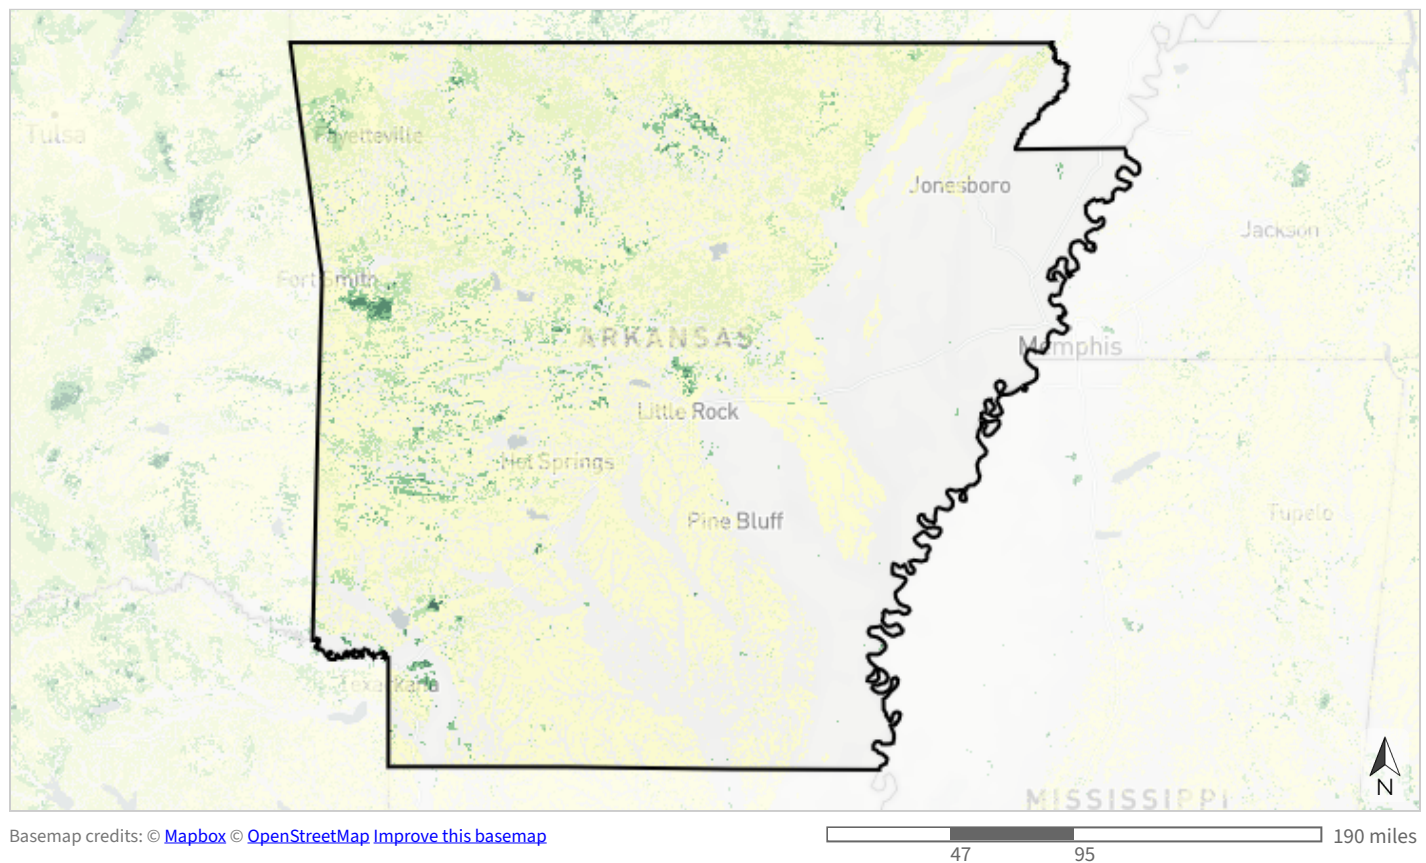 Tulsa
Fayetteville
Jonesboro
Jackson
Fort Smith
ARKANSAS
Memphis
Little Rock
Hot Springs
Pine Bluff
Tupelo
Texarkana
N
MISSISSIPPI
Basemap credits: © Mapbox © OpenStreetMap Improve this basemap
190 miles
47 95